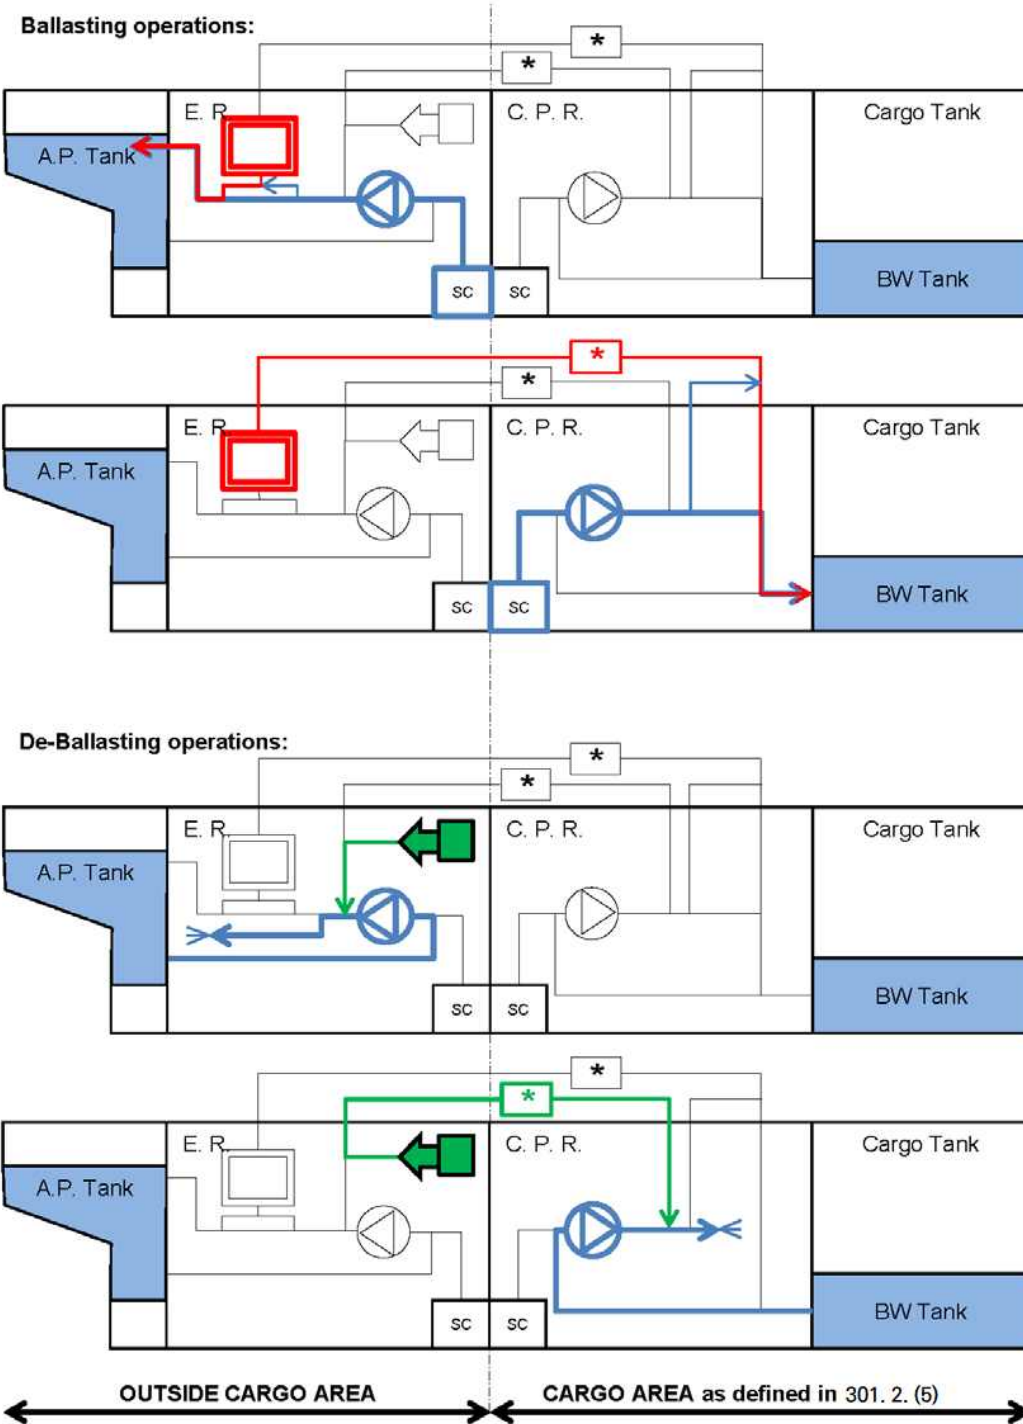 Ballasting operations:
*
*
E. R. C. P. R. Cargo Tank
A.P. Tank
BW Tank
SC SC
*
*
E. R. C. P. R. Cargo Tank
A.P. Tank
BW Tank
SC SC
De-Ballasting operations:
*
*
E. R. C. P. R. Cargo Tank
A.P. Tank
BW Tank
SC SC
*
*
E. R. C. P. R. Cargo Tank
A.P. Tank
BW Tank
SC SC
OUTSIDE CARGO AREA CARGO AREA as defined in 301. 2. (5)